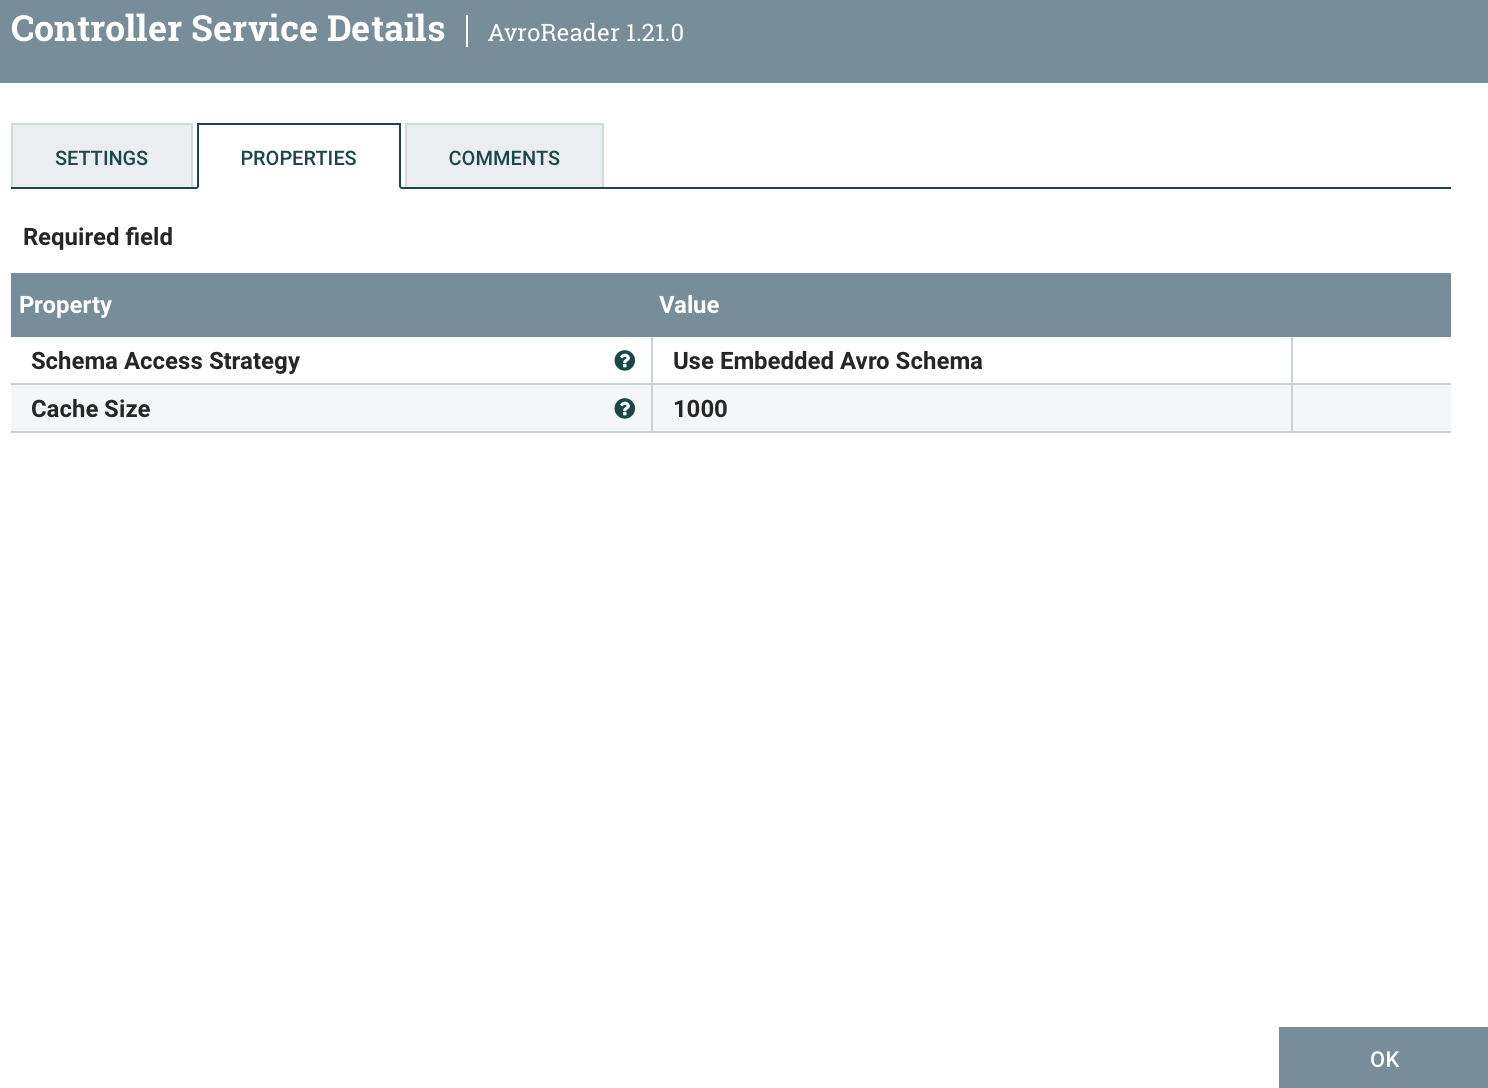 Controller Service Details | AvroReader 1.21.0
SETTINGS PROPERTIES COMMENTS
Required field
Property Value
Schema Access Strategy ? Use Embedded Avro Schema
Cache Size ? 1000
OK